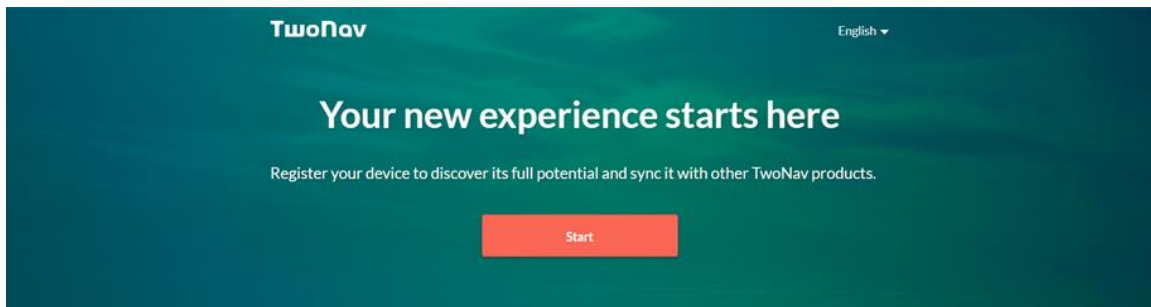 TwoNav
English
Your new experience starts here
Register your device to discover its full potential and sync it with other TwoNav products.
Start